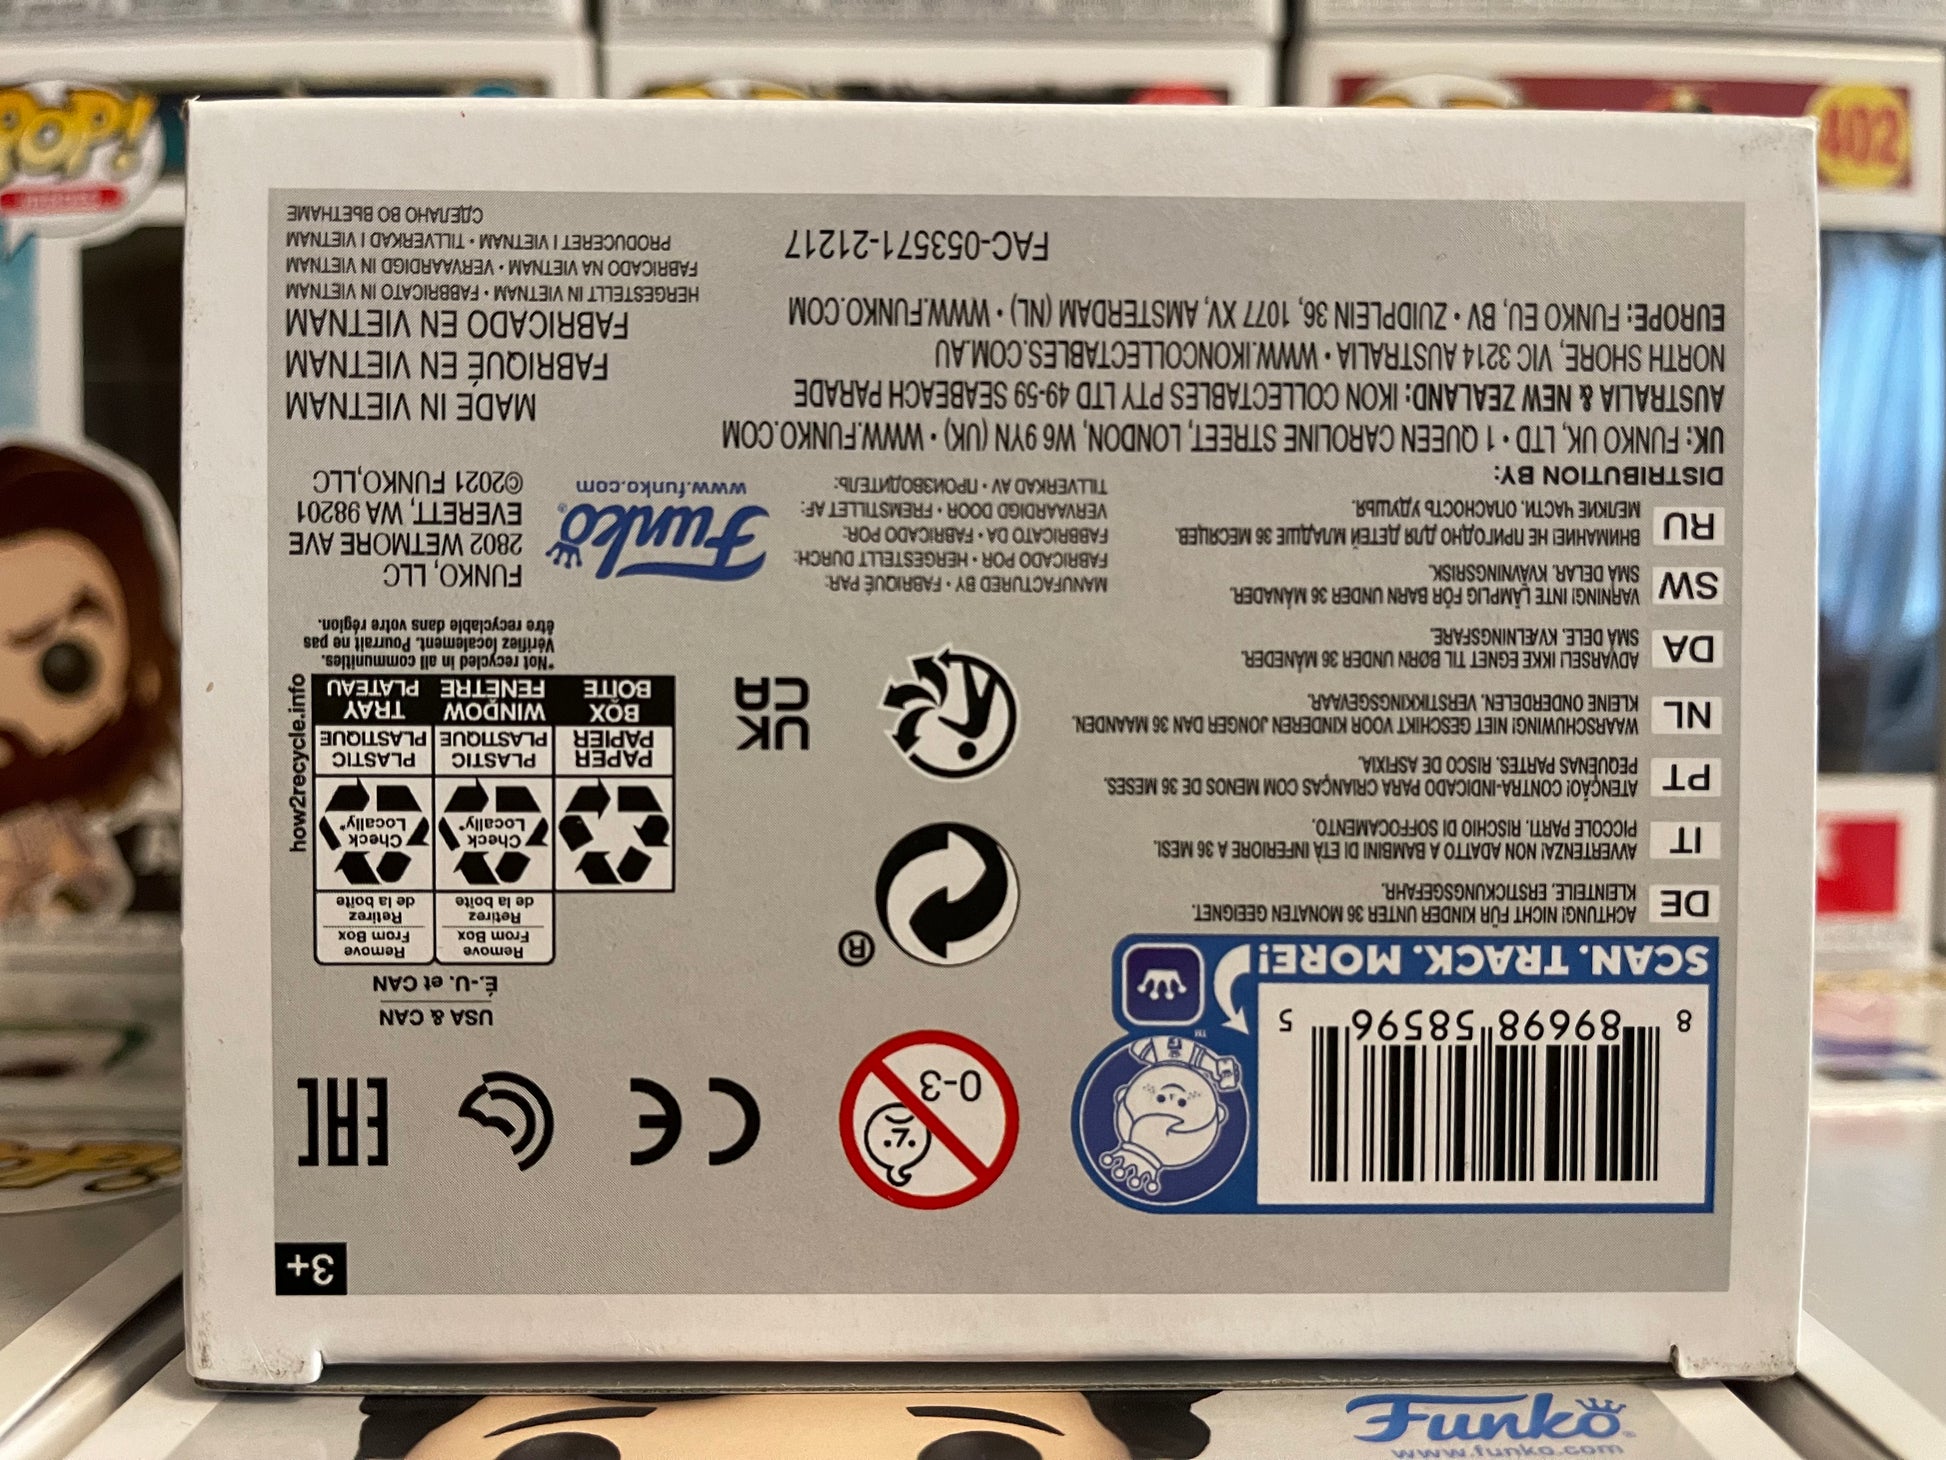 3+
8 89698 58596 5
SCAN. TRACK. MORE!
™
0-3
CE
EAC
USA & CAN
É.-U. et CAN
®
Remove
From Box
Retirez
de la boîte
Remove
From Box
Retirez
de la boîte
Check
Locally*
Check
Locally*
PAPER
PAPIER
PLASTIC
PLASTIQUE
PLASTIC
PLASTIQUE
BOX
BOÎTE
WINDOW
FENÊTRE
TRAY
PLATEAU
how2recycle.info
*Not recycled in all communities.
Vérifiez localement. Pourrait ne pas
être recyclable dans votre région.
UK
CA
DE
ACHTUNG! NICHT FÜR KINDER UNTER 36 MONATEN GEEIGNET.
KLEINTEILE. ERSTICKUNGSGEFAHR.
IT
AVVERTENZA! NON ADATTO A BAMBINI DI ETÀ INFERIORE A 36 MESI.
PICCOLE PARTI. RISCHIO DI SOFFOCAMENTO.
PT
ATENÇÃO! CONTRA-INDICADO PARA CRIANÇAS COM MENOS DE 36 MESES.
PEQUENAS PARTES. RISCO DE ASFIXIA.
NL
WAARSCHUWING! NIET GESCHIKT VOOR KINDEREN JONGER DAN 36 MAANDEN.
KLEINE ONDERDELEN. VERSTIKKINGSGEVAAR.
DA
ADVARSEL! IKKE EGNET TIL BØRN UNDER 36 MÅNEDER.
SMÅ DELE. KVÆLNINGSFARE.
SW
VARNING! INTE LÄMPLIG FÖR BARN UNDER 36 MÅNADER.
SMÅ DELAR. KVÄVNINGSRISK.
RU
ВНИМАНИЕ! НЕ ПРИГОДНО ДЛЯ ДЕТЕЙ МЛАДШЕ 36 МЕСЯЦЕВ.
МЕЛКИЕ ЧАСТИ. ОПАСНОСТЬ УДУШЬЯ.
MANUFACTURED BY • FABRIQUÉ PAR:
FABRICADO POR • HERGESTELLT DURCH:
FABBRICATO DA • FABRICADO POR:
VERVAARDIGD DOOR • FREMSTILLET AF:
TILLVERKAD AV • ПРОИЗВОДИТЕЛЬ:
Funko®
www.funko.com
FUNKO, LLC
2802 WETMORE AVE
EVERETT, WA 98201
©2021 FUNKO,LLC
DISTRIBUTION BY:
UK: FUNKO UK, LTD • 1 QUEEN CAROLINE STREET, LONDON, W6 9YN (UK) • WWW.FUNKO.COM
AUSTRALIA & NEW ZEALAND: IKON COLLECTABLES PTY LTD 49-59 SEABEACH PARADE
NORTH SHORE, VIC 3214 AUSTRALIA • WWW.IKONCOLLECTABLES.COM.AU
EUROPE: FUNKO EU, BV • ZUIDPLEIN 36, 1077 XV, AMSTERDAM (NL) • WWW.FUNKO.COM
FAC-053571-21217
MADE IN VIETNAM
FABRIQUÉ EN VIETNAM
FABRICADO EN VIETNAM
HERGESTELLT IN VIETNAM • FABBRICATO IN VIETNAM
FABRICADO NA VIETNAM • VERVAARDIGD IN VIETNAM
PRODUCERET I VIETNAM • TILLVERKAD I VIETNAM
СДЕЛАНО ВО ВЬЕТНАМЕ
POP!
402
Funko
www.funko.com